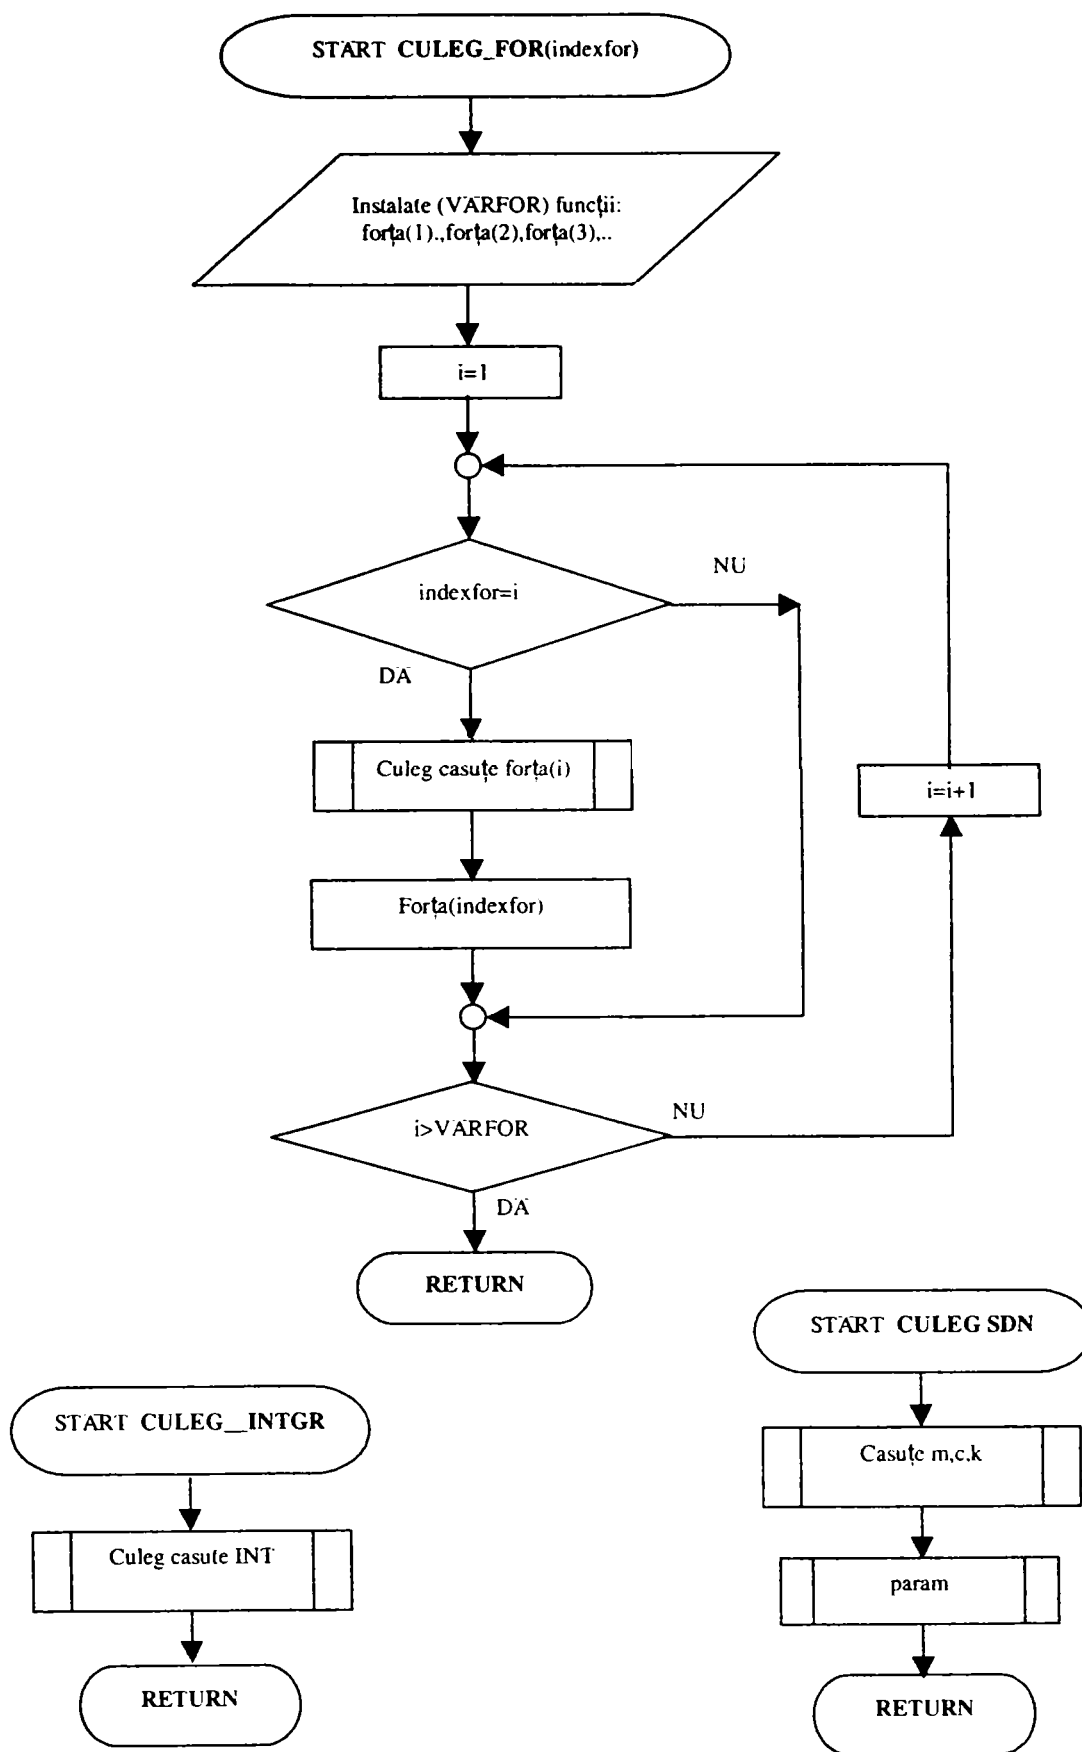 START CULEG_FOR(indexfor)
Instalate (VARFOR) funcții:
forța(1).,forța(2),forța(3),..
i=1
indexfor=i
NU
DA
Culeg casuțe forța(i)
i=i+1
Forța(indexfor)
i>VARFOR
NU
DA
RETURN
START CULEG SDN
START CULEG__INTGR
Casuțe m,c,k
Culeg casute INT
param
RETURN
RETURN